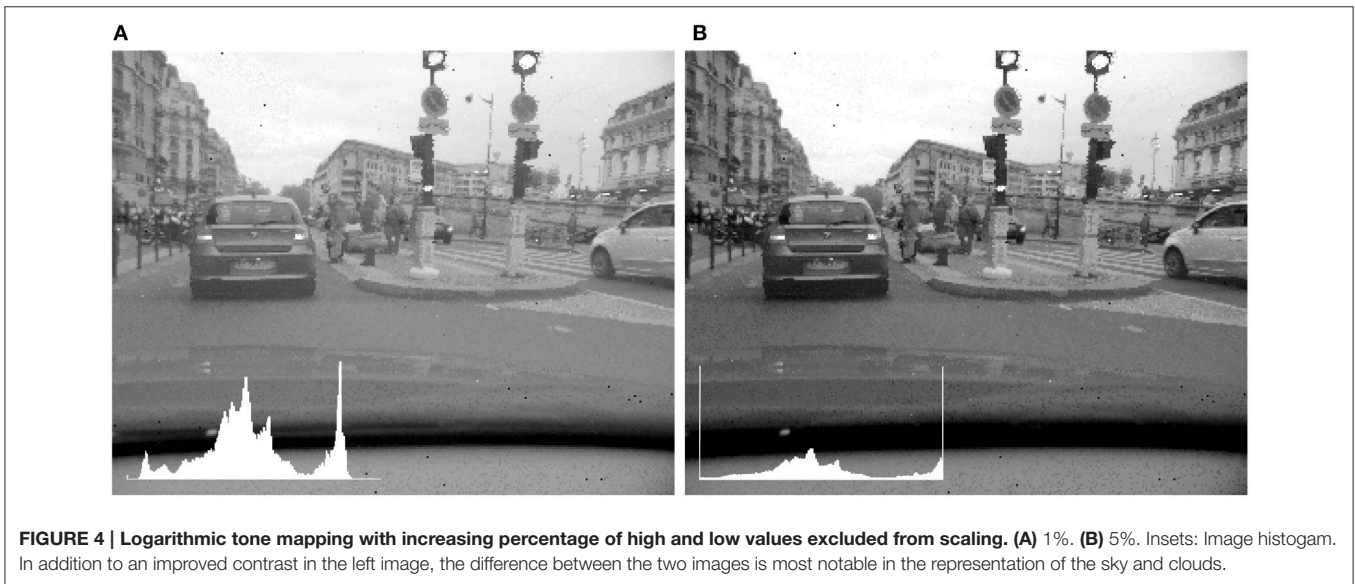 A
B
FIGURE 4 | Logarithmic tone mapping with increasing percentage of high and low values excluded from scaling. (A) 1%. (B) 5%. Insets: Image histogam.
In addition to an improved contrast in the left image, the difference between the two images is most notable in the representation of the sky and clouds.